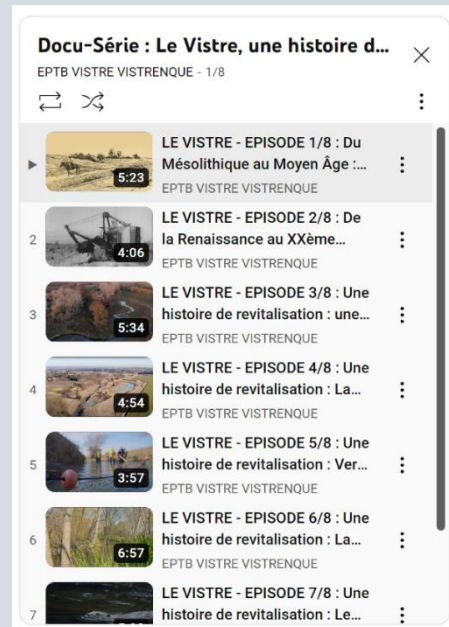 Docu-Série : Le Vistre, une histoire d...
EPTB VISTRE VISTRENQUE - 1/8
LE VISTRE - EPISODE 1/8 : Du
Mésolithique au Moyen Âge :...
5:23
EPTB VISTRE VISTRENQUE
2
LE VISTRE - EPISODE 2/8 : De
la Renaissance au XXème...
4:06
EPTB VISTRE VISTRENQUE
3
LE VISTRE - EPISODE 3/8 : Une
histoire de revitalisation : une...
5:34
EPTB VISTRE VISTRENQUE
4
LE VISTRE - EPISODE 4/8 : Une
histoire de revitalisation : La...
4:54
EPTB VISTRE VISTRENQUE
5
LE VISTRE - EPISODE 5/8 : Une
histoire de revitalisation : Ver...
3:57
EPTB VISTRE VISTRENQUE
6
LE VISTRE - EPISODE 6/8 : Une
histoire de revitalisation : La...
6:57
EPTB VISTRE VISTRENQUE
7
LE VISTRE - EPISODE 7/8 : Une
histoire de revitalisation : Le...